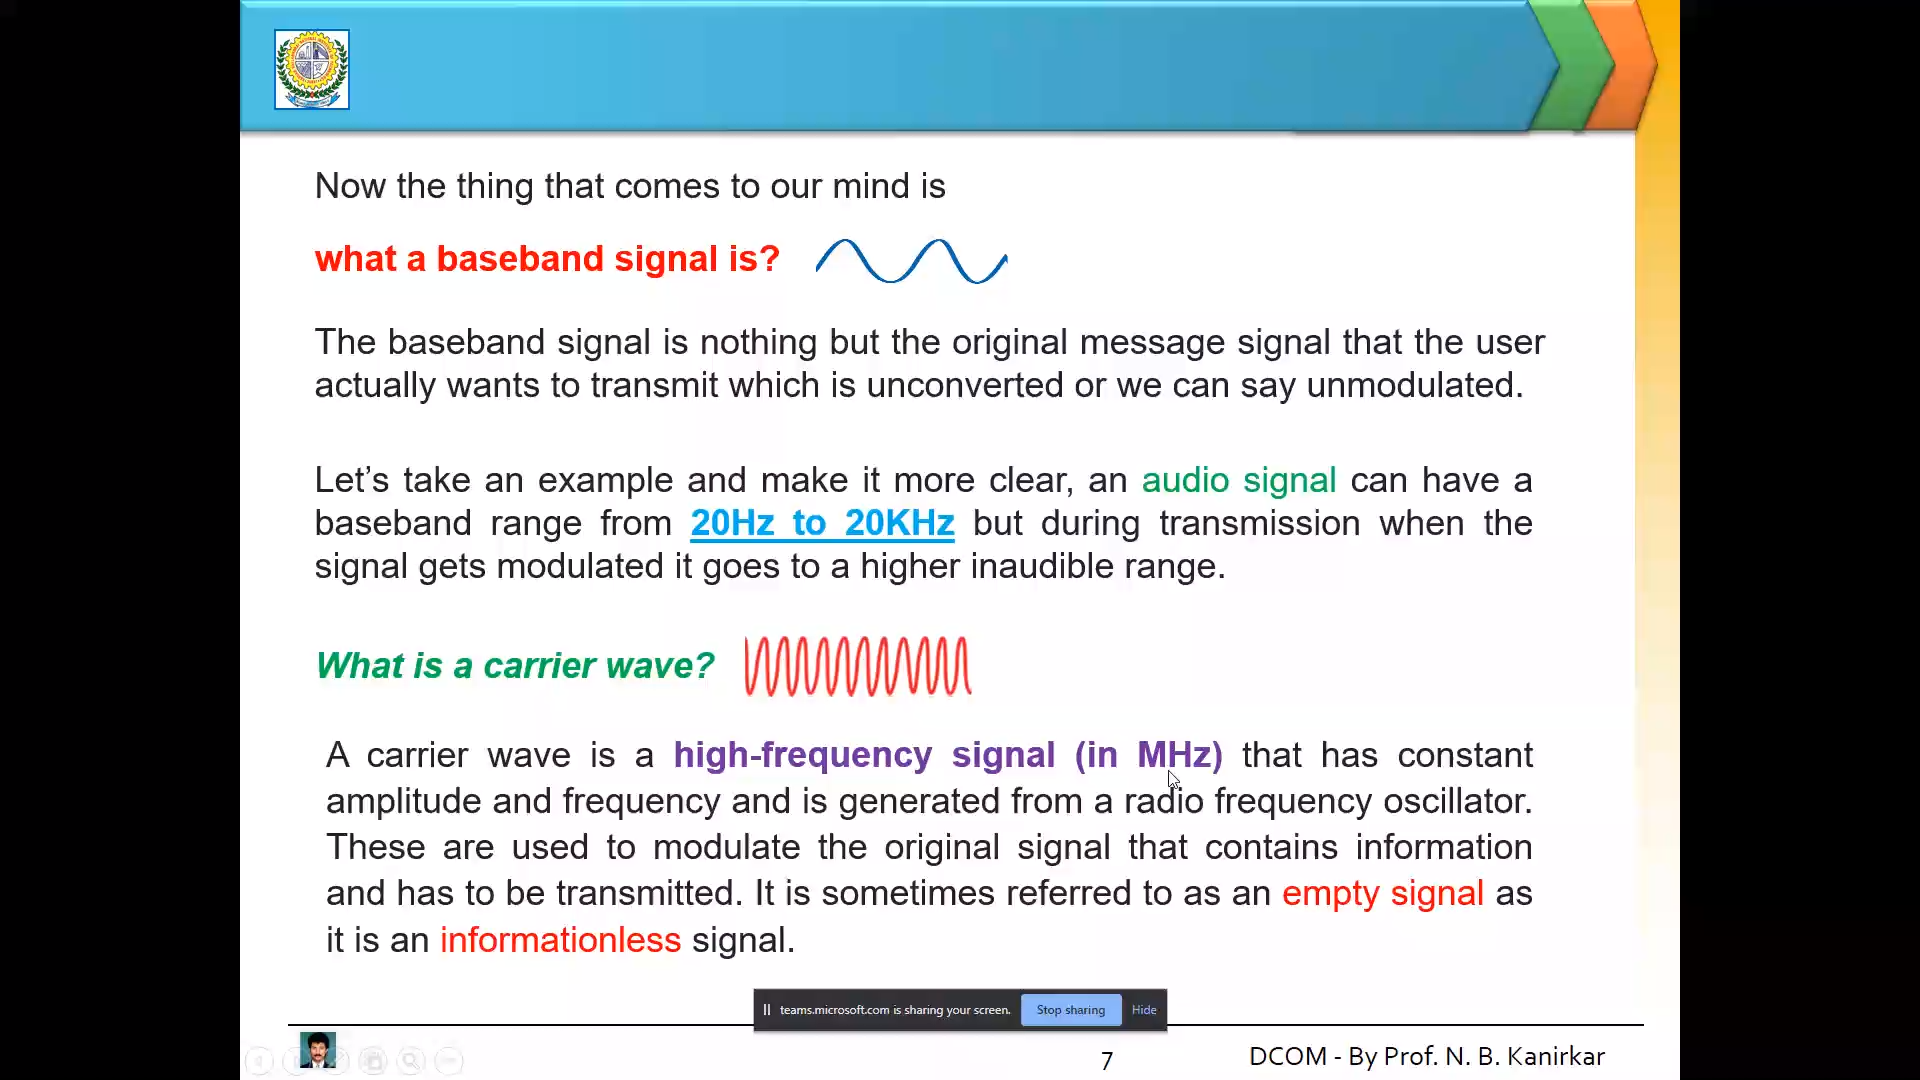 Now the thing that comes to our mind is
what a baseband signal is?
The baseband signal is nothing but the original message signal that the user
actually wants to transmit which is unconverted or we can say unmodulated.
Let’s take an example and make it more clear, an audio signal can have a
baseband range from 20Hz to 20KHz but during transmission when the
signal gets modulated it goes to a higher inaudible range.
What is a carrier wave?
A carrier wave is a high-frequency signal (in MHz) that has constant
amplitude and frequency and is generated from a radio frequency oscillator.
These are used to modulate the original signal that contains information
and has to be transmitted. It is sometimes referred to as an empty signal as
it is an informationless signal.
teams.microsoft.com is sharing your screen. Stop sharing Hide
7 DCOM - By Prof. N. B. Kanirkar